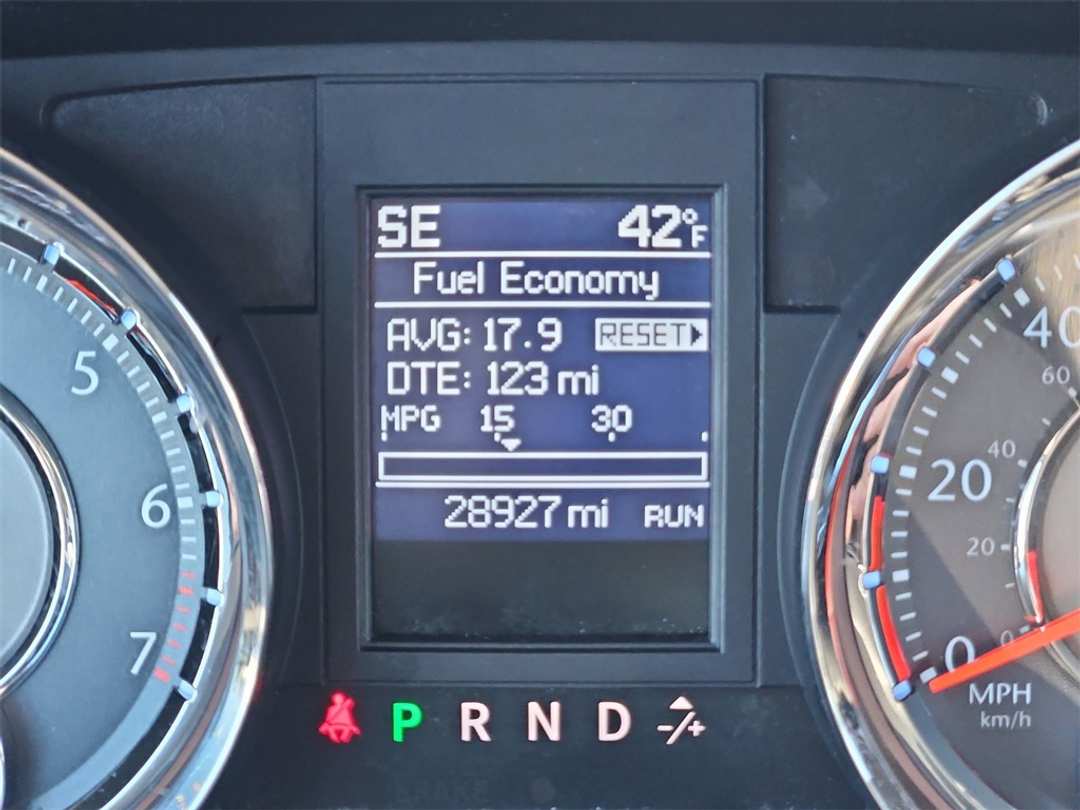 SE 42°F
Fuel Economy
AVG: 17.9 RESET
DTE: 123 mi
MPG 15 30
28927 mi RUN
5
6
7
40
60
20
40
20
0
0
MPH
km/h
P R N D -/+